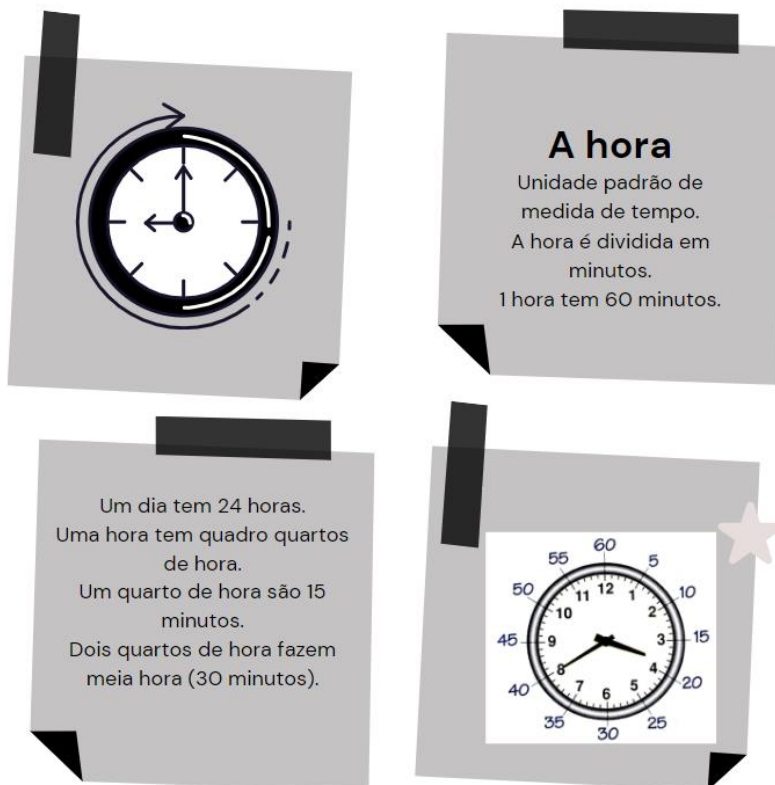 A hora
Unidade padrão de
medida de tempo.
A hora é dividida em
minutos.
1 hora tem 60 minutos.
Um dia tem 24 horas.
Uma hora tem quadro quartos
de hora.
Um quarto de hora são 15
minutos.
Dois quartos de hora fazem
meia hora (30 minutos).
60
55 5
50 10
45 15
40 20
35 25
30
12
11 1
10 2
9 3
8 4
7 5
6